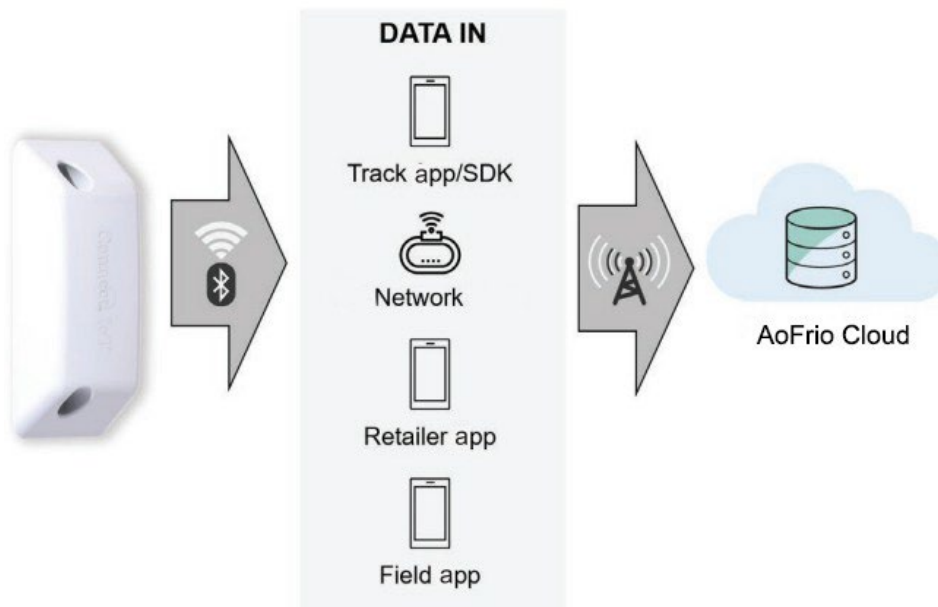 DATA IN
Track app/SDK
Network
Retailer app
Field app
AoFrio Cloud